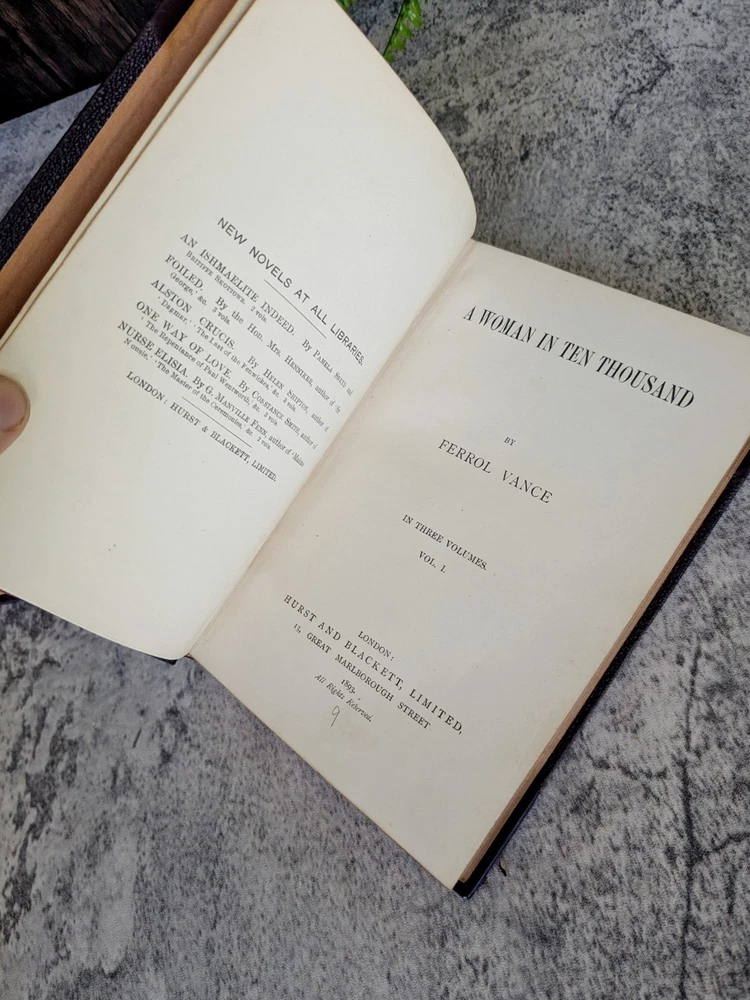 NEW NOVELS AT ALL LIBRARIES.
AN ISHMAELITE INDEED. By PAMELA SNEYD and
BRITIFFE SKOTTOWE. 2 vols.
FOILED. By the Hon. Mrs. HENNIKER, author of 'Sir
George,' &c. 3 vols.
ALSTON CRUCIS. By HELEN SHIPTON, author of
'Dagmar,' 'The Last of the Fenwickes,' &c. 3 vols.
ONE WAY OF LOVE. By CONSTANCE SMITH, author of
'The Repentance of Paul Wentworth,' &c. 3 vols.
NURSE ELISIA. By G. MANVILLE FENN, author of 'Mahme
Nousie,' 'The Master of the Ceremonies,' &c. 2 vols.
LONDON: HURST & BLACKETT, LIMITED.
A WOMAN IN TEN THOUSAND
BY
FERROL VANCE
IN THREE VOLUMES.
VOL. I.
LONDON:
HURST AND BLACKETT, LIMITED,
13, GREAT MARLBOROUGH STREET.
1893.
All Rights Reserved.
9